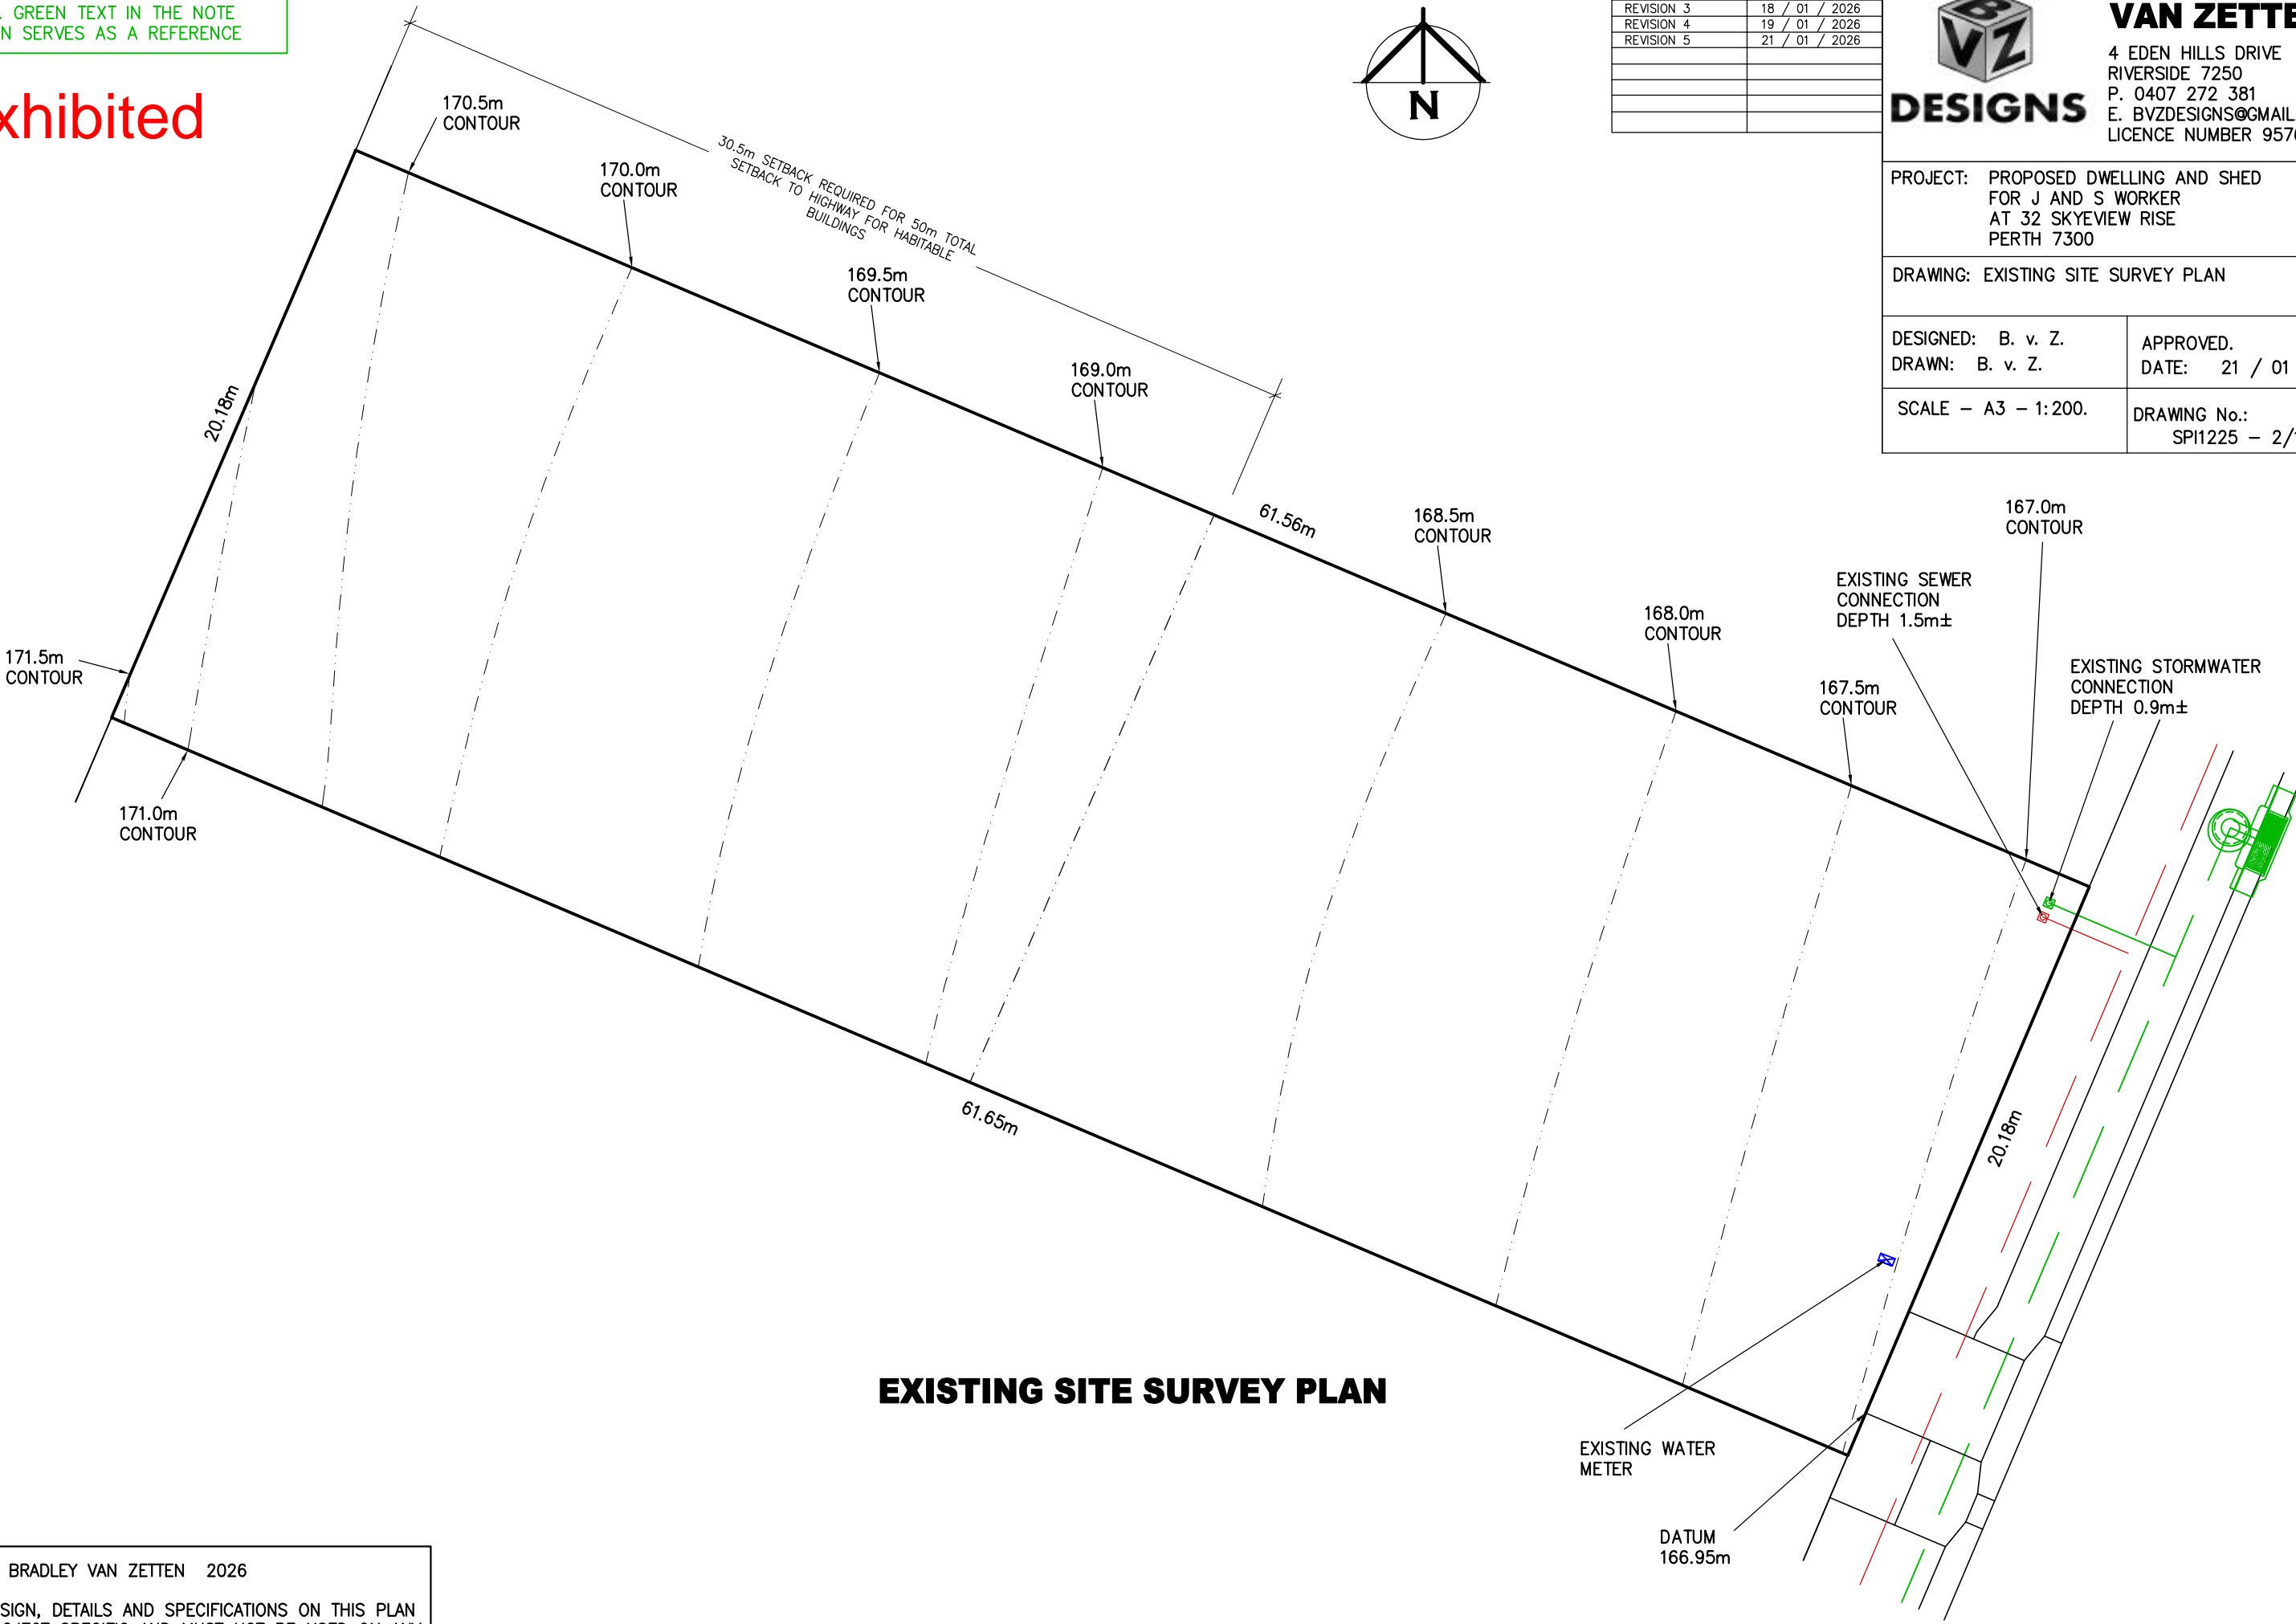 GREEN TEXT IN THE NOTE
SERVES AS A REFERENCE
REVISION 3 18 / 01 / 2026
REVISION 4 19 / 01 / 2026
REVISION 5 21 / 01 / 2026
BVZ
DESIGNS
4 EDEN HILLS DRIVE
RIVERSIDE 7250
P. 0407 272 381
E. BVZDESIGNS@GMAIL
LICENCE NUMBER
PROJECT: PROPOSED DWELLING AND SHED
FOR J AND S WORKER
AT 32 SKYEVIEW RISE
PERTH 7300
DRAWING: EXISTING SITE SURVEY PLAN
DESIGNED: B. v. Z.
DRAWN: B. v. Z.
APPROVED.
DATE: 21 / 01
SCALE - A3 - 1:200.
DRAWING No.:
SPI1225 - 2/
N
170.5m
CONTOUR
170.0m
CONTOUR
30.5m SETBACK REQUIRED FOR 50m TOTAL
SETBACK TO HIGHWAY FOR HABITABLE
BUILDINGS
169.5m
CONTOUR
169.0m
CONTOUR
20.18m
61.56m
168.5m
CONTOUR
167.0m
CONTOUR
EXISTING SEWER
CONNECTION
DEPTH 1.5m±
168.0m
CONTOUR
EXISTING STORMWATER
CONNECTION
DEPTH 0.9m±
171.5m
CONTOUR
167.5m
CONTOUR
171.0m
CONTOUR
61.65m
20.18m
EXISTING SITE SURVEY PLAN
EXISTING WATER
METER
DATUM
166.95m
BRADLEY VAN ZETTEN 2026
DETAILS AND SPECIFICATIONS ON THIS PLAN